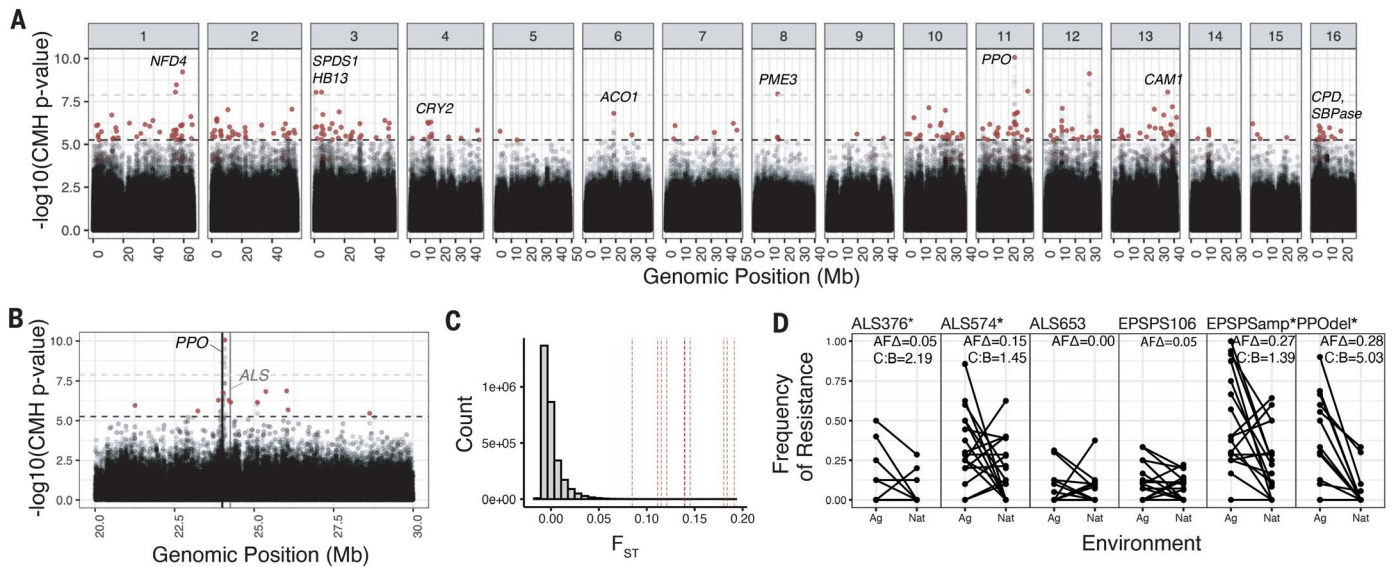 A
1 2 3 4 5 6 7 8 9 10 11 12 13 14 15 16
-log10(CMH p-value)
10.0
7.5
5.0
2.5
0.0
NFD4
SPDS1
HB13
CRY2
ACO1
PME3
PPO
CAM1
CPD,
SBPase
0 20 40 60
0 20 40
0 20 40
0 10 20 30 40
0 10 20 30 40 50
0 10 20 30 40
0 10 20 30 40
0 10 20 30 40
0 10 20 30 40
0 10 20 30 40
0 10 20 30
0 10 20 30
0 10 20 30 40
0 10 20 30
0 10 20 30
0 10 20
Genomic Position (Mb)
B
-log10(CMH p-value)
10.0
7.5
5.0
2.5
0.0
PPO
ALS
20.0 22.5 25.0 27.5 30.0
Genomic Position (Mb)
C
Count
1e+06
5e+05
0e+00
0.00 0.05 0.10 0.15 0.20
FST
D
Frequency
of Resistance
1.00
0.75
0.50
0.25
0.00
ALS376* ALS574* ALS653 EPSPS106 EPSPSamp* PPOdel*
AFΔ=0.05 AFΔ=0.15 AFΔ=0.00 AFΔ=0.05 AFΔ=0.27 AFΔ=0.28
C:B=2.19 C:B=1.45 C:B=1.39 C:B=5.03
Ag Nat Ag Nat Ag Nat Ag Nat Ag Nat Ag Nat
Environment